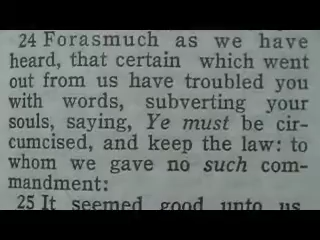 24 Forasmuch as we have
heard, that certain which went
out from us have troubled you
with words, subverting your
souls, saying, Ye must be cir-
cumcised, and keep the law: to
whom we gave no such com-
mandment:
25 It seemed good unto us